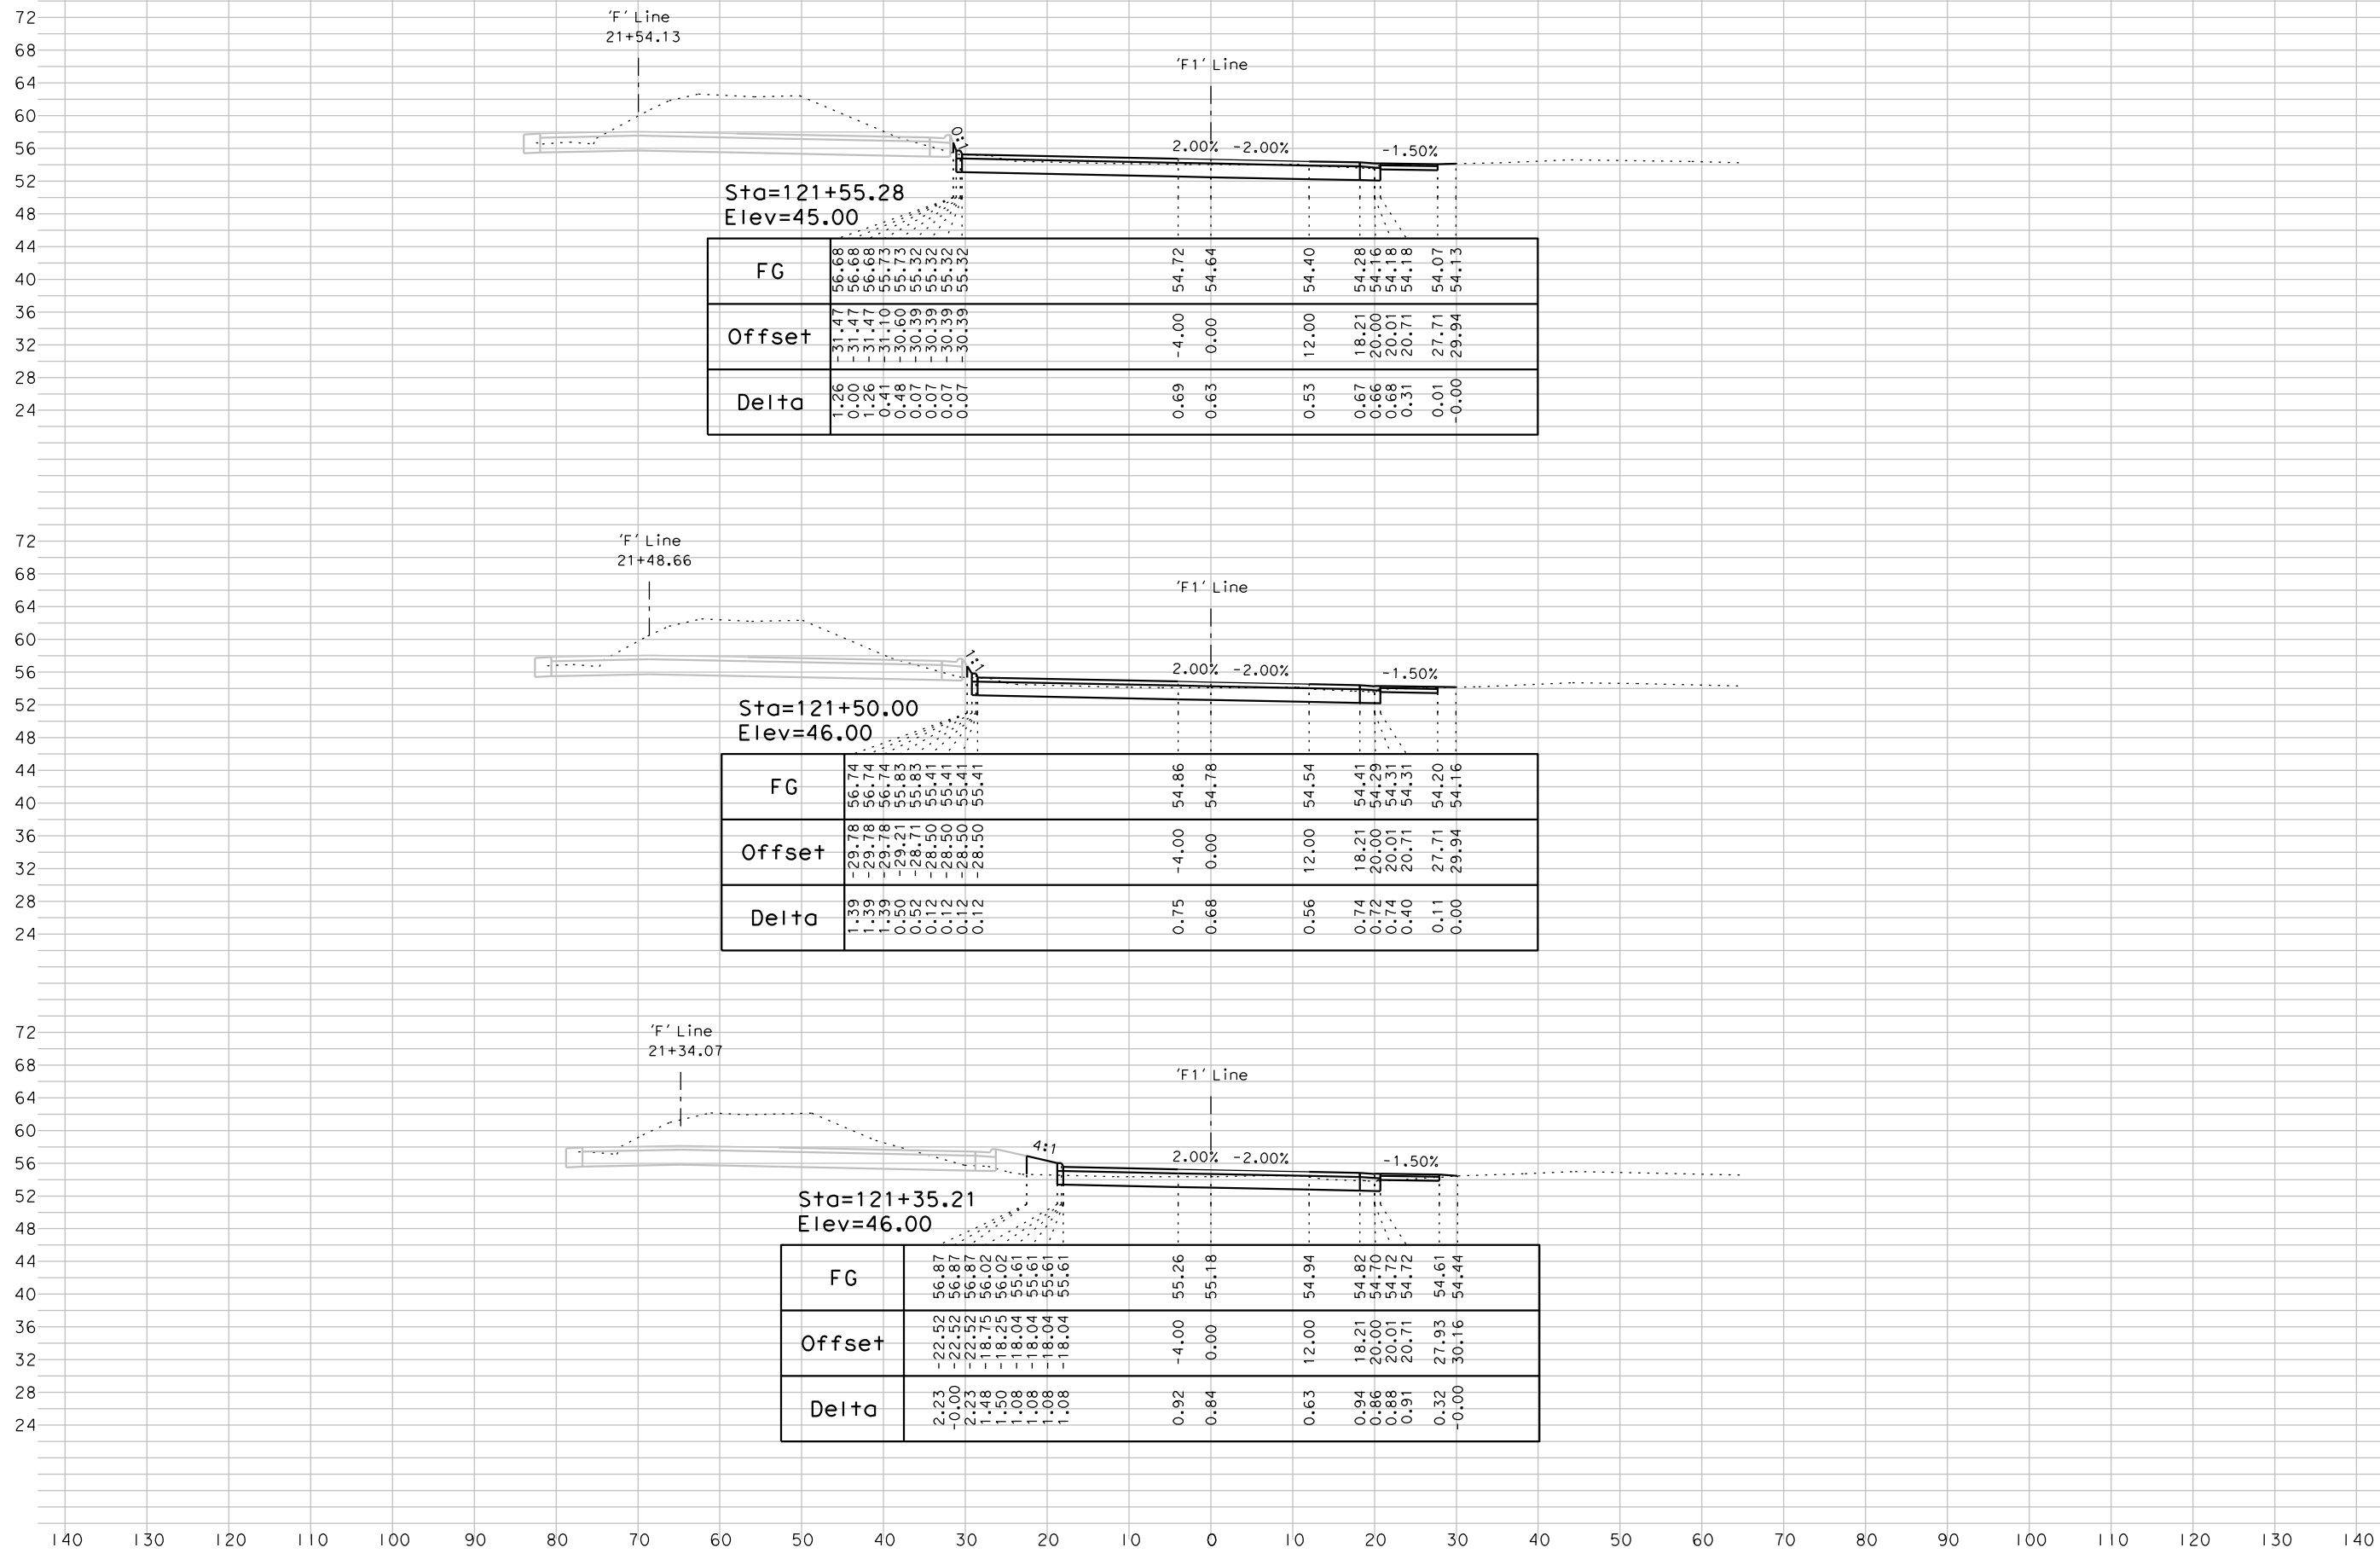 72
'F' Line
21+54.13
68
'F1' Line
64
60
56
0:1
2.00% -2.00%
-1.50%
52
Sta=121+55.28
48
Elev=45.00
44
FG 56.68 56.68 56.68 55.73 55.73 55.32 55.32 55.32 55.32 54.72 54.64 54.40 54.28 54.16 54.18 54.18 54.07 54.13
40
36
Offset -31.47 -31.47 -31.47 -31.10 -30.60 -30.39 -30.39 -30.39 -30.39 -4.00 0.00 12.00 18.21 20.00 20.01 20.71 27.71 29.94
32
28
Delta 1.26 0.00 1.26 0.41 0.48 0.07 0.07 0.07 0.07 0.69 0.63 0.53 0.67 0.66 0.68 0.31 0.01 -0.00
24
72
'F' Line
21+48.66
68
'F1' Line
64
60
56
1:1
2.00% -2.00%
-1.50%
52
Sta=121+50.00
48
Elev=46.00
44
FG 56.74 56.74 56.74 55.83 55.83 55.41 55.41 55.41 55.41 54.86 54.78 54.54 54.41 54.29 54.31 54.31 54.20 54.16
40
36
Offset -29.78 -29.78 -29.78 -29.21 -28.71 -28.50 -28.50 -28.50 -28.50 -4.00 0.00 12.00 18.21 20.00 20.01 20.71 27.71 29.94
32
28
Delta 1.39 1.39 1.39 0.50 0.52 0.12 0.12 0.12 0.12 0.75 0.68 0.56 0.74 0.72 0.74 0.40 0.11 0.00
24
72
'F' Line
21+34.07
68
'F1' Line
64
60
56
4:1
2.00% -2.00%
-1.50%
52
Sta=121+35.21
48
Elev=46.00
44
FG 56.87 56.87 56.87 56.02 56.02 55.61 55.61 55.61 55.61 55.26 55.18 54.94 54.82 54.70 54.72 54.72 54.61 54.44
40
36
Offset -22.52 -22.52 -22.52 -18.75 -18.25 -18.04 -18.04 -18.04 -18.04 -4.00 0.00 12.00 18.21 20.00 20.01 20.71 27.93 30.16
32
28
Delta 2.23 -0.00 2.23 1.48 1.50 1.08 1.08 1.08 1.08 0.92 0.84 0.63 0.94 0.86 0.88 0.91 0.32 -0.00
24
140 130 120 110 100 90 80 70 60 50 40 30 20 10 0 10 20 30 40 50 60 70 80 90 100 110 120 130 140